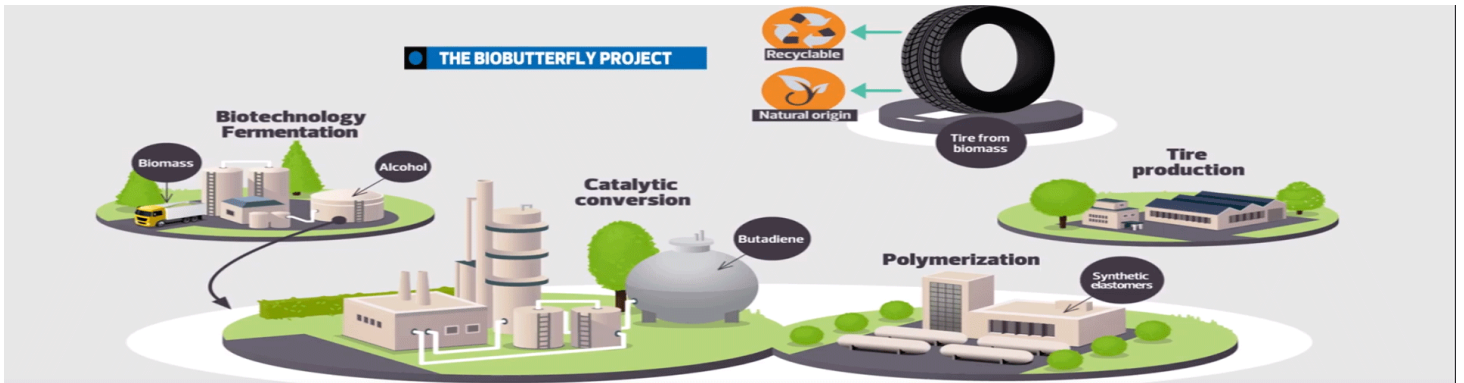 THE BIOBUTTERFLY PROJECT
Recyclable
Natural origin
Tire from
biomass
Biotechnology
Fermentation
Biomass
Alcohol
Catalytic
conversion
Butadiene
Polymerization
Synthetic
elastomers
Tire
production